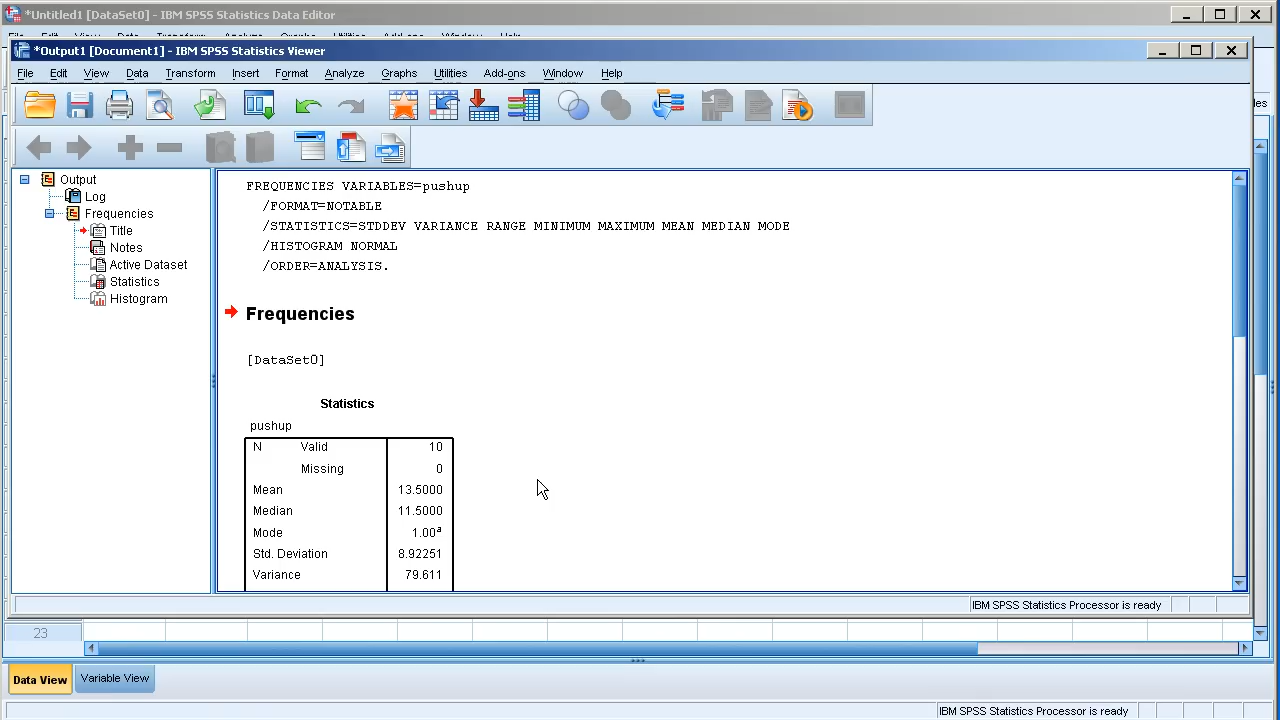 *Untitled1 [DataSet0] - IBM SPSS Statistics Data Editor
*Output1 [Document1] - IBM SPSS Statistics Viewer
File Edit View Data Transform Insert Format Analyze Graphs Utilities Add-ons Window Help
Output
Log
Frequencies
Title
Notes
Active Dataset
Statistics
Histogram
FREQUENCIES VARIABLES=pushup
/FORMAT=NOTABLE
/STATISTICS=STDDEV VARIANCE RANGE MINIMUM MAXIMUM MEAN MEDIAN MODE
/HISTOGRAM NORMAL
/ORDER=ANALYSIS.
Frequencies
[DataSet0]
Statistics
pushup
N Valid 10
Missing 0
Mean 13.5000
Median 11.5000
Mode 1.00a
Std. Deviation 8.92251
Variance 79.611
IBM SPSS Statistics Processor is ready
23
Data View Variable View
IBM SPSS Statistics Processor is ready